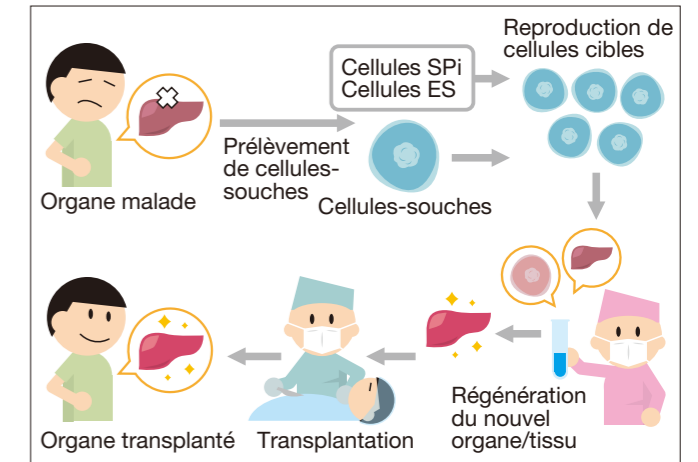 Reproduction de
cellules cibles
Cellules SPi
Cellules ES
Prélèvement
de cellules-
souches
Organe malade
Cellules-souches
Régénération
du nouvel
organe/tissu
Transplantation
Organe transplanté